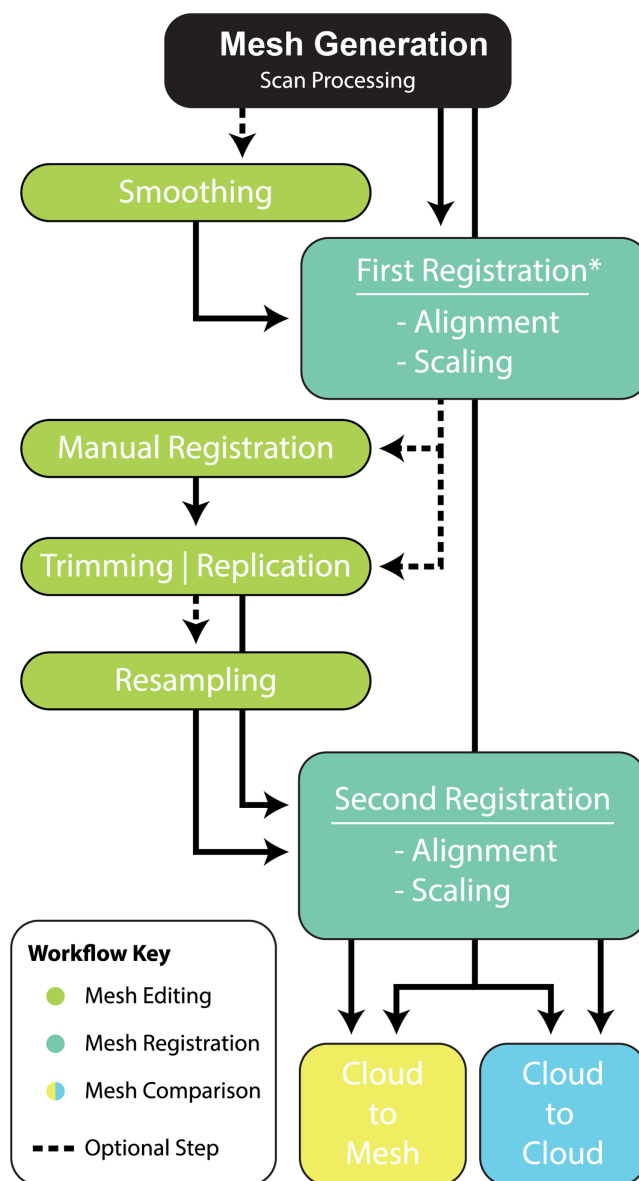 Mesh Generation
Scan Processing
Smoothing
First Registration*
- Alignment
- Scaling
Manual Registration
Trimming | Replication
Resampling
Second Registration
- Alignment
- Scaling
Workflow Key
Mesh Editing
Mesh Registration
Mesh Comparison
Optional Step
Cloud
to
Mesh
Cloud
to
Cloud